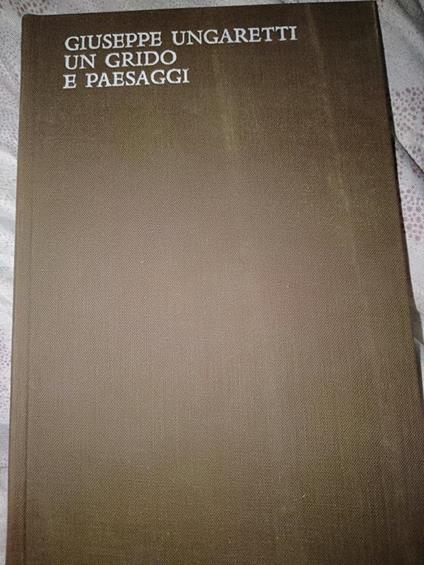 GIUSEPPE UNGARETTI
UN GRIDO
E PAESAGGI